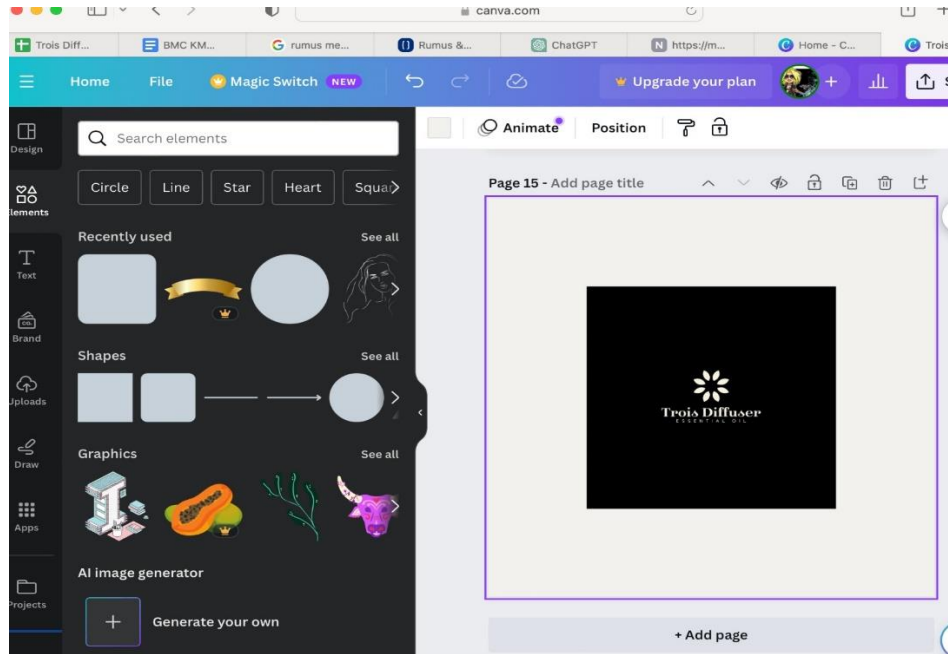 canva.com
Trois Diff...
BMC KM...
rumus me...
Rumus &...
ChatGPT
https://m...
Home - C...
Trois
Home
File
Magic Switch NEW
Upgrade your plan
Design
Elements
Text
Brand
Uploads
Draw
Apps
Projects
Search elements
Circle
Line
Star
Heart
Squar
Recently used
See all
Shapes
See all
Graphics
See all
AI image generator
Generate your own
Animate
Position
Page 15 - Add page title
Trois Diffuser
ESSENTIAL OIL
+ Add page